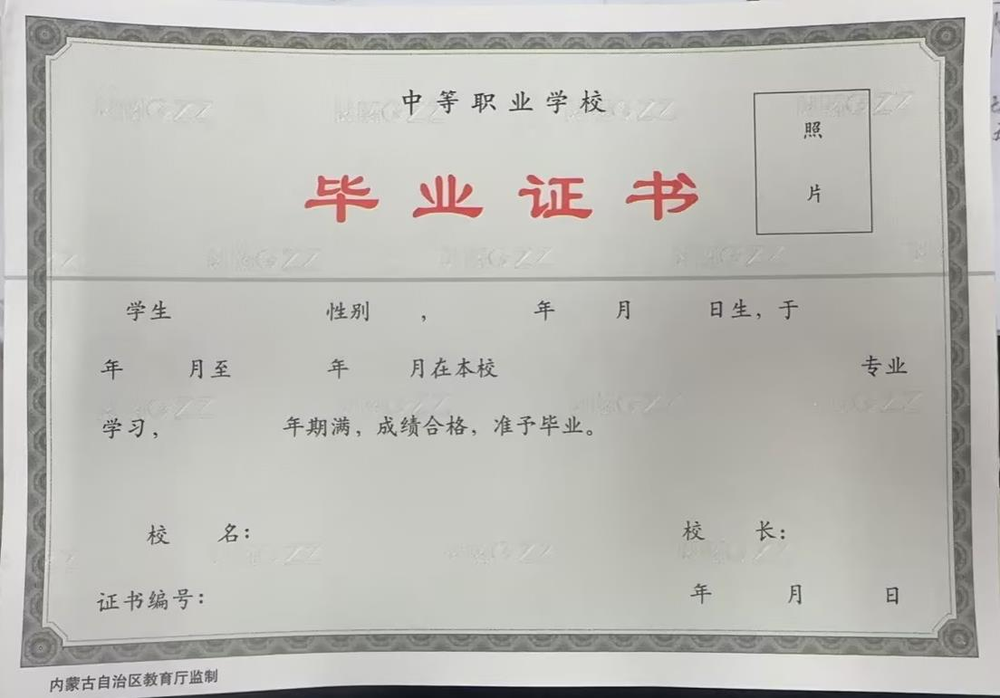 中等职业学校
照
片
毕业证书
学生 性别 , 年 月 日生，于
年 月至 年 月在本校 专业
学习， 年期满，成绩合格，准予毕业。
校 名： 校 长：
证书编号： 年 月 日
内蒙古自治区教育厅监制